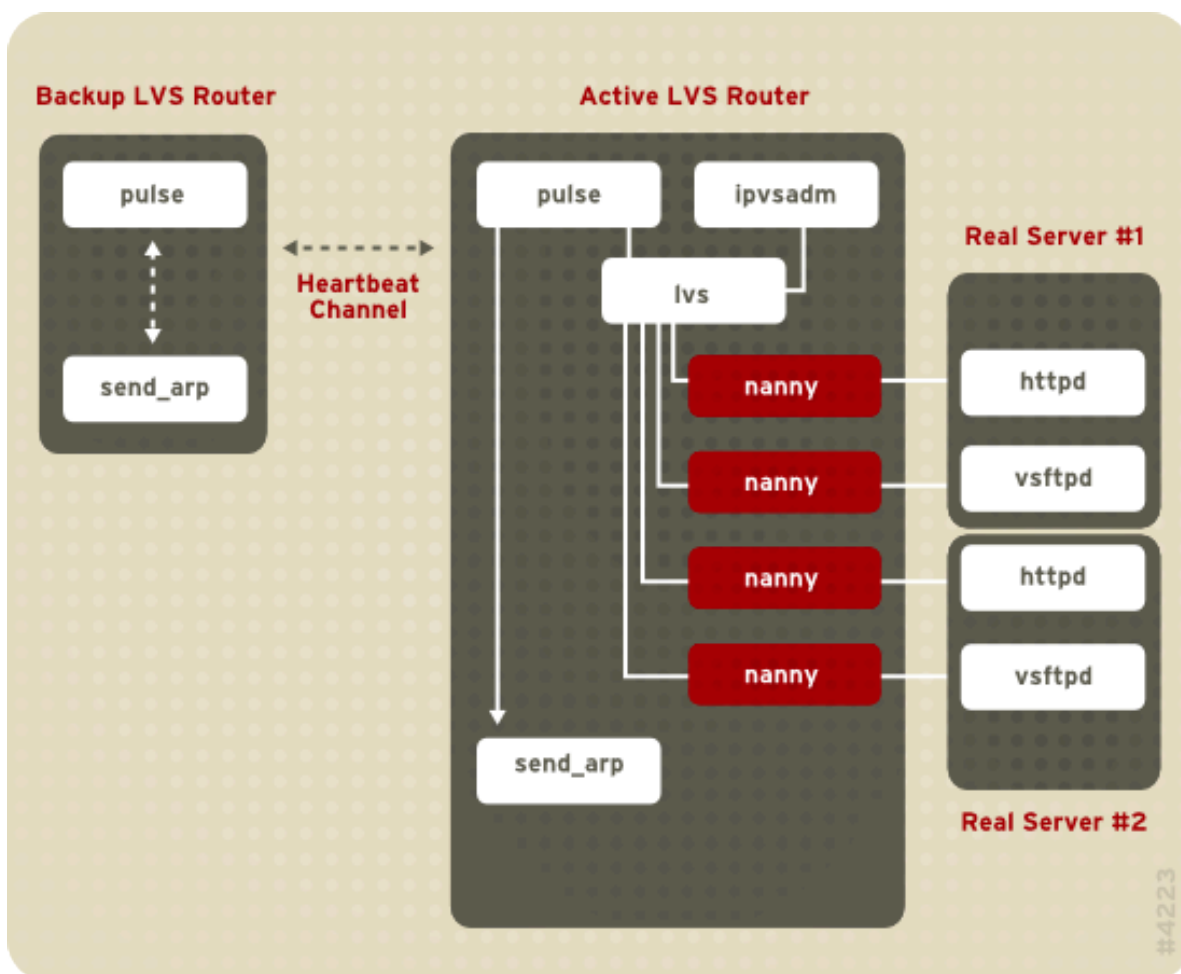 Backup LVS Router
pulse
send_arp
Heartbeat
Channel
Active LVS Router
pulse
ipvsadm
lvs
nanny
nanny
nanny
nanny
send_arp
Real Server #1
httpd
vsftpd
httpd
vsftpd
Real Server #2
#4223